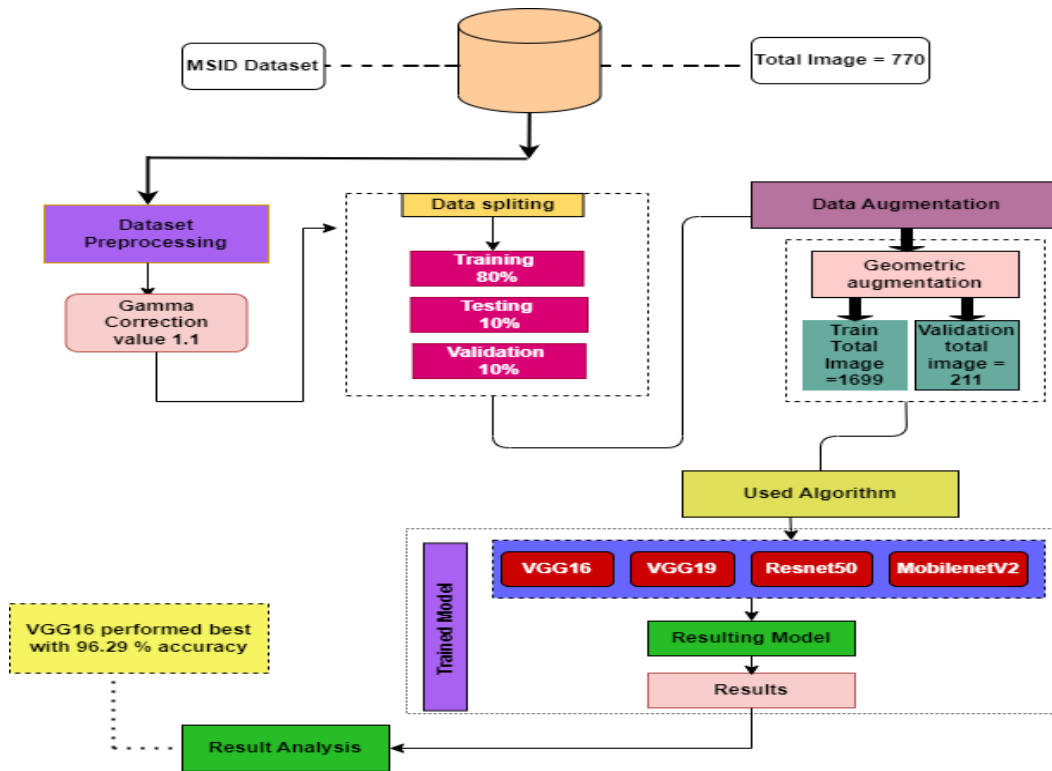 MSID Dataset
Total Image = 770
Dataset
Preprocessing
Gamma
Correction
value 1.1
Data spliting
Training
80%
Testing
10%
Validation
10%
Data Augmentation
Geometric
augmentation
Train
Total
Image
=1699
Validation
total
image =
211
Used Algorithm
Trained Model
VGG16
VGG19
Resnet50
MobilenetV2
Resulting Model
Results
Result Analysis
VGG16 performed best
with 96.29 % accuracy